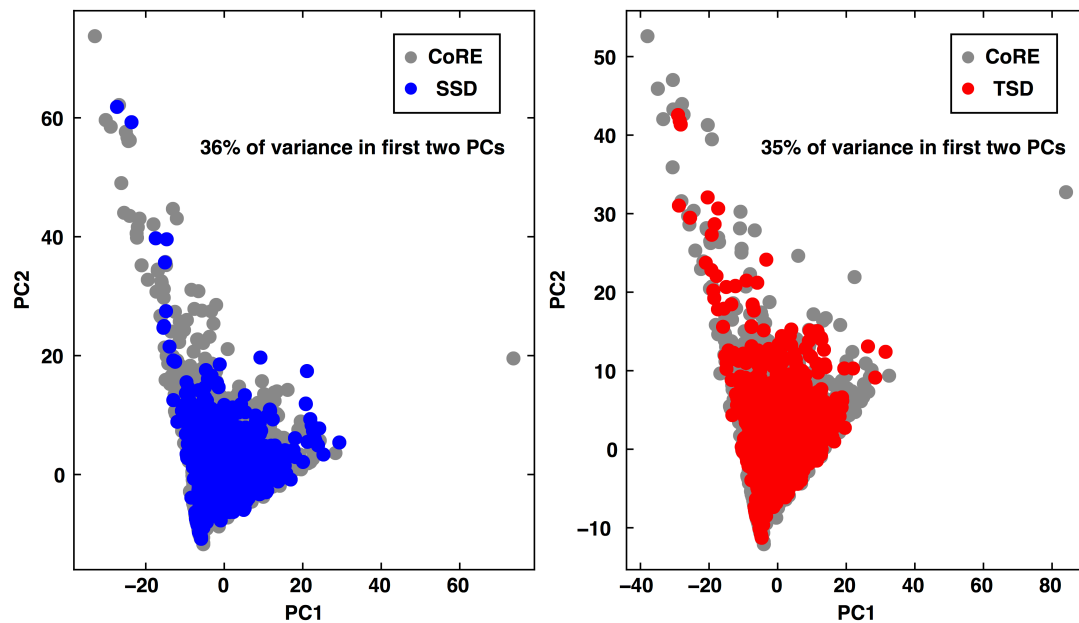 CoRE
SSD
36% of variance in first two PCs
PC2
60
40
20
0
−20
0
20
40
60
PC1
CoRE
TSD
35% of variance in first two PCs
PC2
50
40
30
20
10
0
−10
−40
−20
0
20
40
60
80
PC1